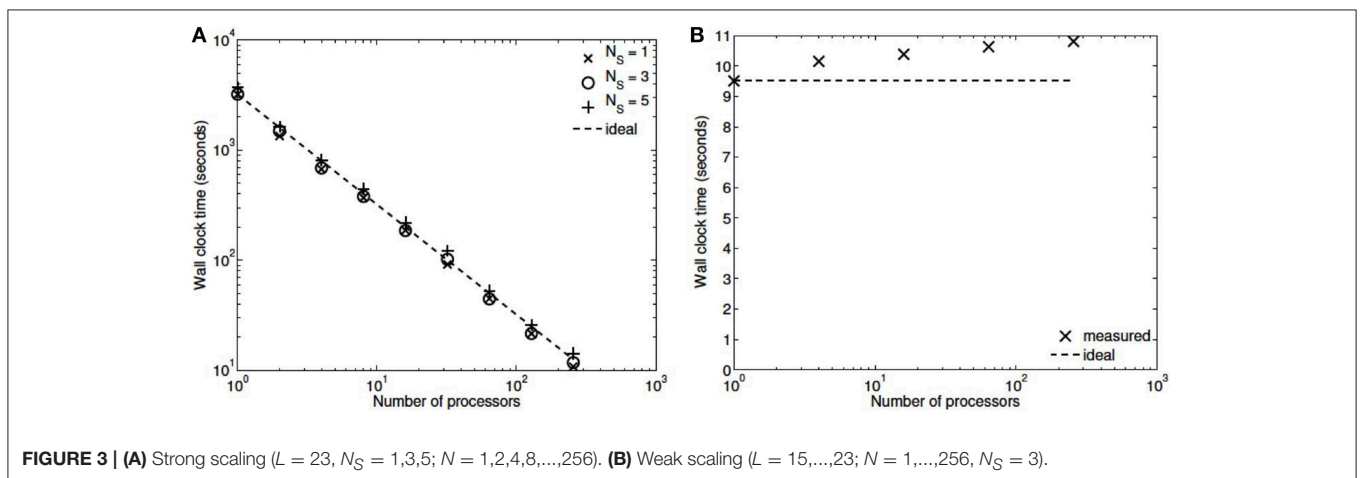 A
10^4
10^3
10^2
10^1
Wall clock time (seconds)
10^0
10^1
10^2
10^3
Number of processors
N_S = 1
N_S = 3
N_S = 5
ideal
B
11
10
9
8
7
6
5
4
3
2
1
0
Wall clock time (seconds)
10^0
10^1
10^2
10^3
Number of processors
measured
ideal
FIGURE 3 | (A) Strong scaling (L = 23, N_S = 1,3,5; N = 1,2,4,8,...,256). (B) Weak scaling (L = 15,...,23; N = 1,...,256, N_S = 3).